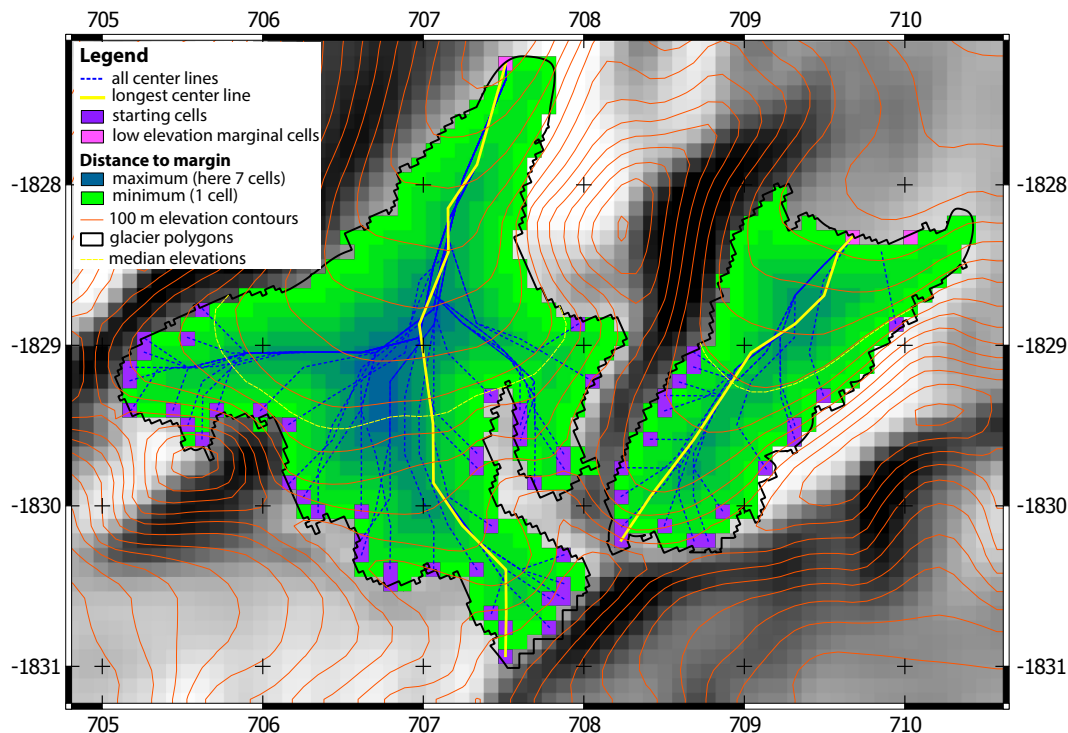 705 706 707 708 709 710
Legend
all center lines
longest center line
starting cells
low elevation marginal cells
Distance to margin
maximum (here 7 cells)
minimum (1 cell)
100 m elevation contours
glacier polygons
median elevations
-1828 -1828
-1829 -1829
-1830 -1830
-1831 -1831
705 706 707 708 709 710